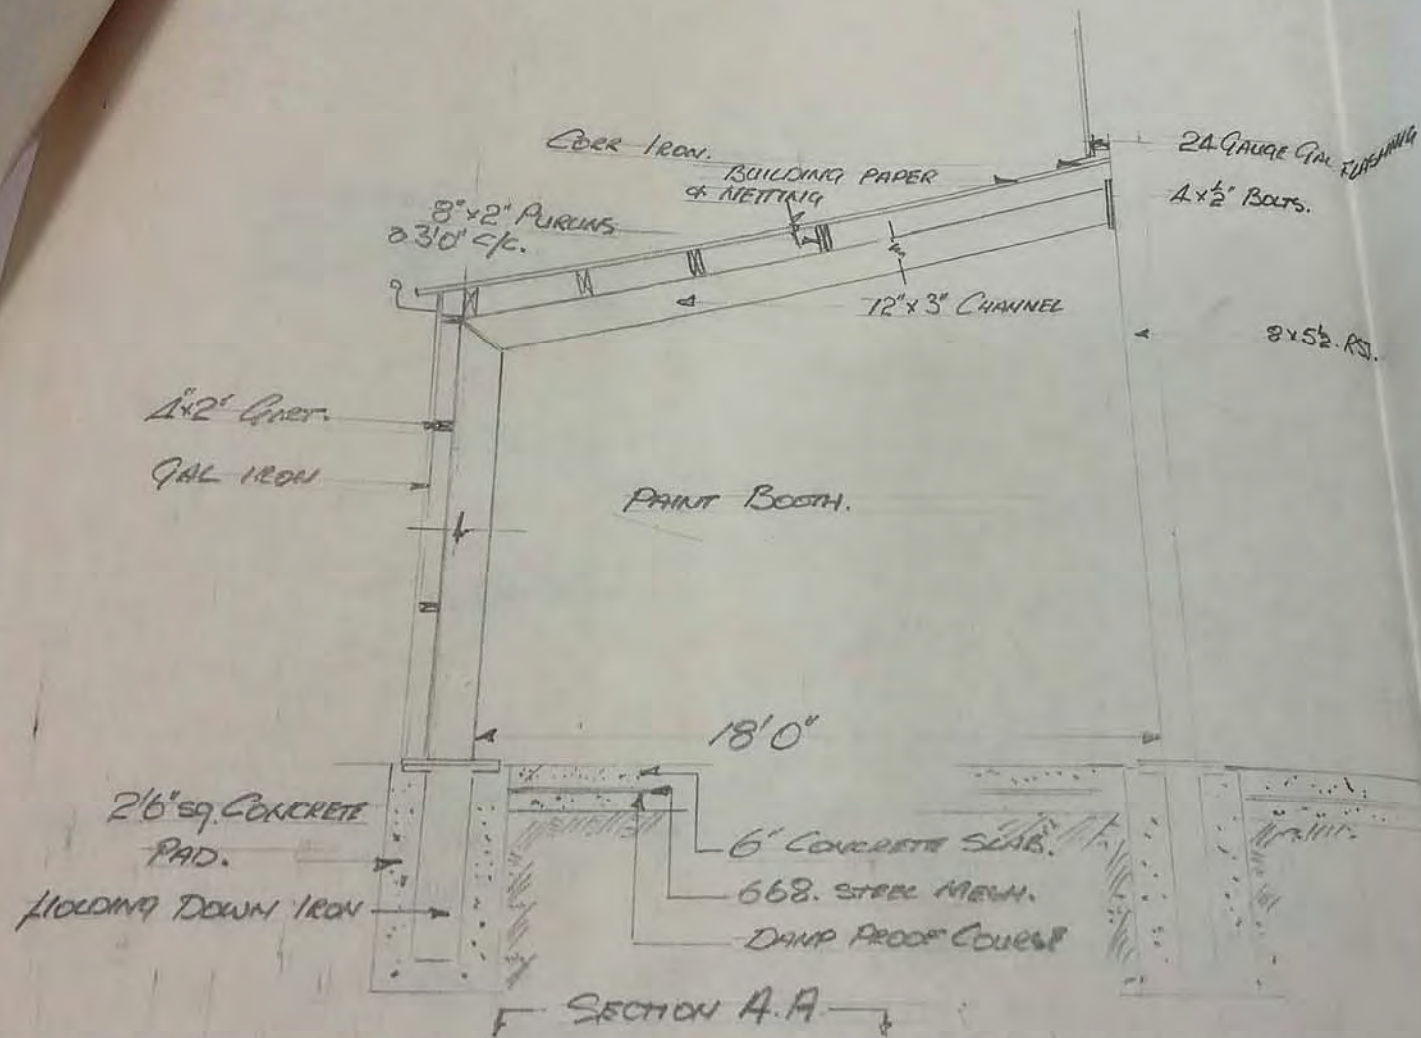 CORR IRON.
BUILDING PAPER
& NETTING
24 GAUGE GAL FLASHING
4 x ½" BOLTS.
8" x 2" PURLINS
@ 3'0" C/C.
12" x 3" CHANNEL
8 x 5½. RSJ.
4" x 2" GIRT.
GAL IRON
PAINT BOOTH.
18'0"
2'6" SQ. CONCRETE
PAD.
HOLDING DOWN IRON
6" CONCRETE SLAB.
668. STEEL MESH.
DAMP PROOF COURSE
SECTION A.A